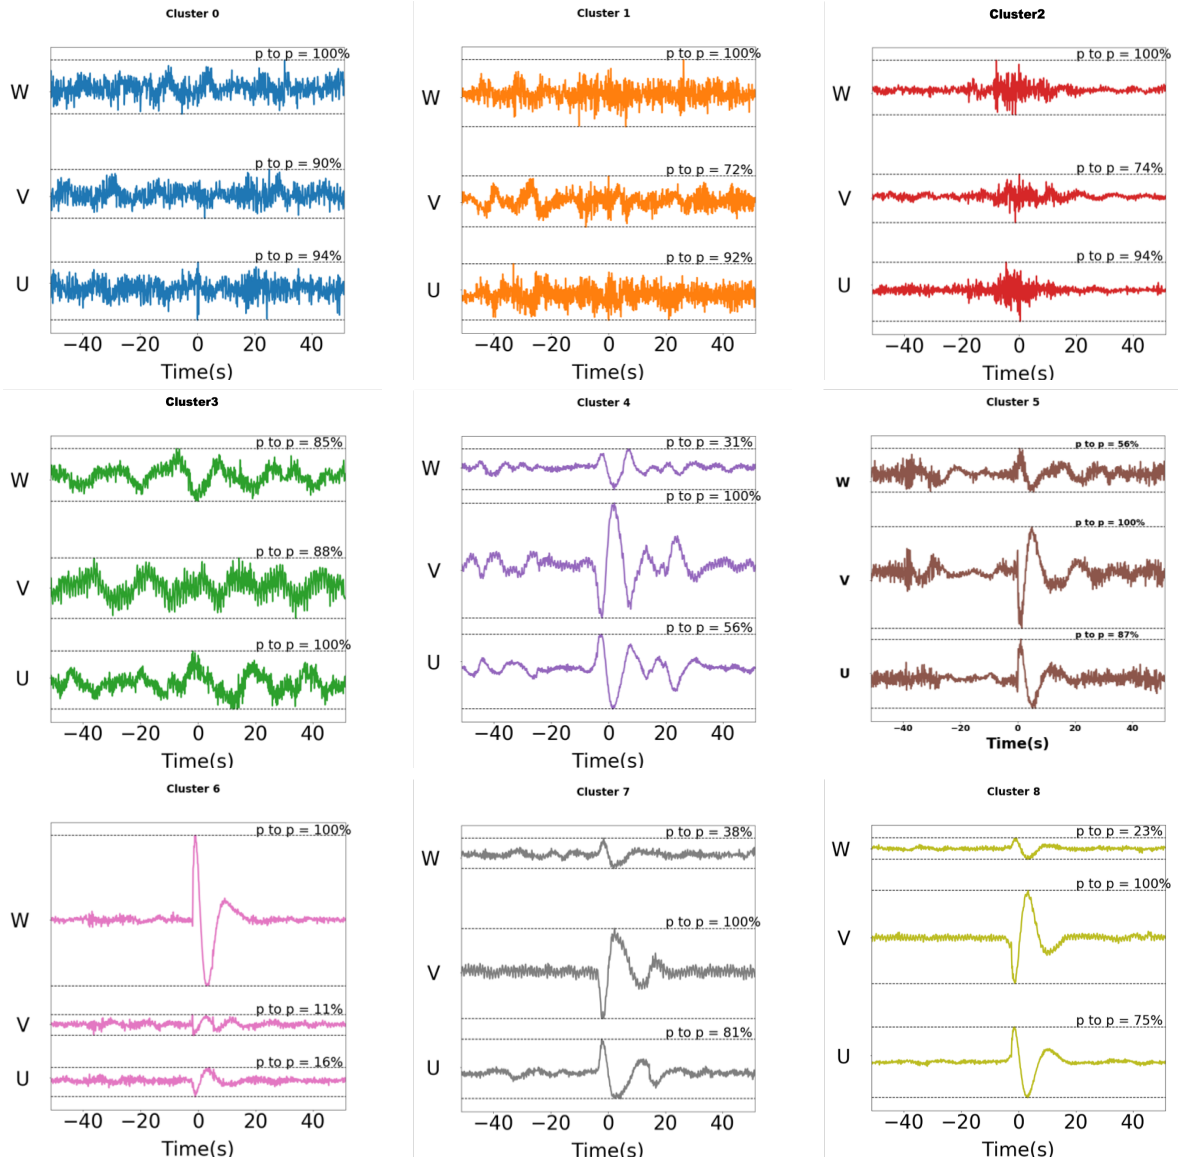 Cluster 0
p to p = 100%
W
p to p = 90%
V
p to p = 94%
U
−40 −20 0 20 40
Time(s)
Cluster 1
p to p = 100%
W
p to p = 72%
V
p to p = 92%
U
−40 −20 0 20 40
Time(s)
Cluster2
p to p = 100%
W
p to p = 74%
V
p to p = 94%
U
−40 −20 0 20 40
Time(s)
Cluster3
p to p = 85%
W
p to p = 88%
V
p to p = 100%
U
−40 −20 0 20 40
Time(s)
Cluster 4
p to p = 31%
W
p to p = 100%
V
p to p = 56%
U
−40 −20 0 20 40
Time(s)
Cluster 5
p to p = 56%
W
p to p = 100%
V
p to p = 87%
U
−40 −20 0 20 40
Time(s)
Cluster 6
p to p = 100%
W
p to p = 11%
V
p to p = 16%
U
−40 −20 0 20 40
Time(s)
Cluster 7
p to p = 38%
W
p to p = 100%
V
p to p = 81%
U
−40 −20 0 20 40
Time(s)
Cluster 8
p to p = 23%
W
p to p = 100%
V
p to p = 75%
U
−40 −20 0 20 40
Time(s)